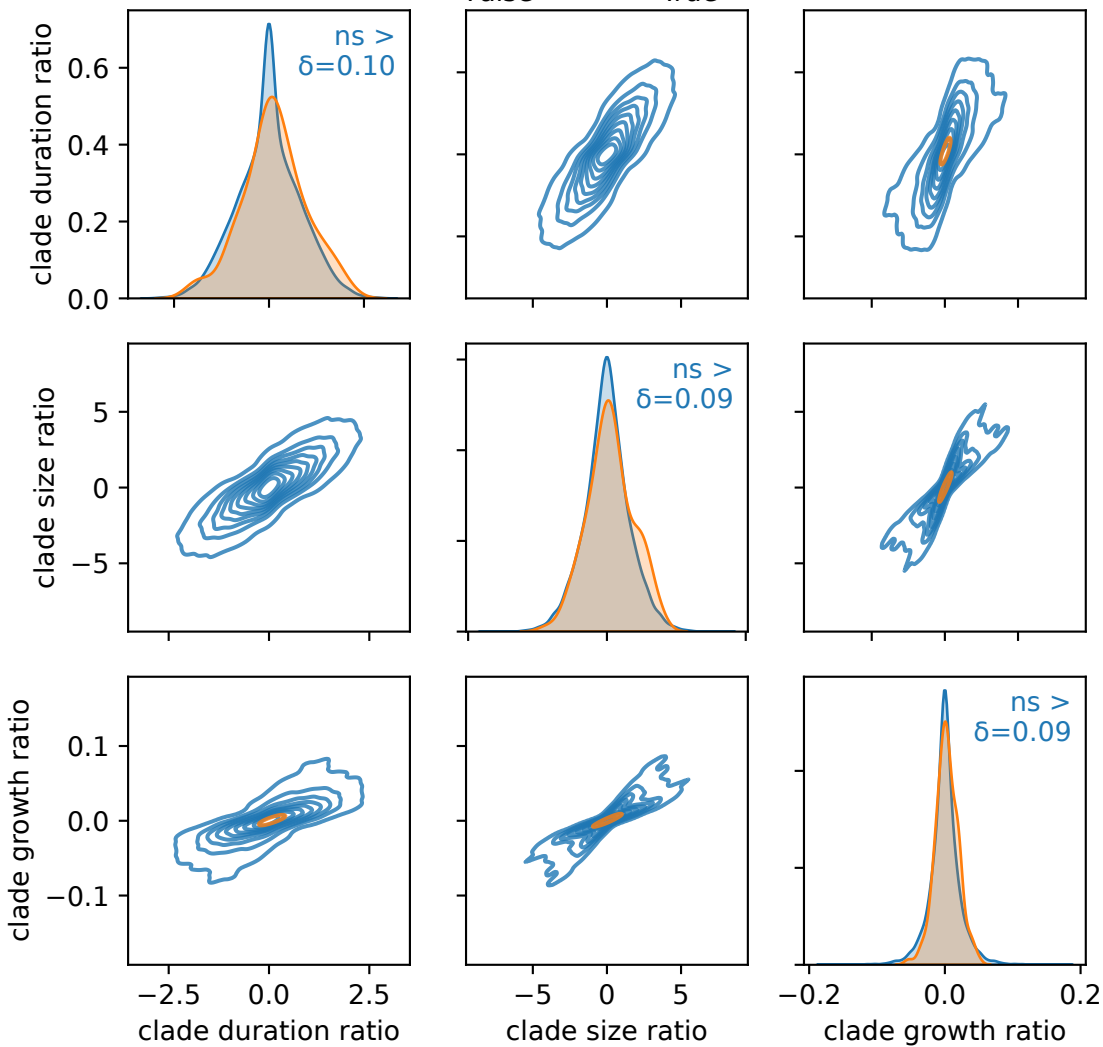 clade duration ratio
0.6
0.4
0.2
0.0
ns >
δ=0.10
clade size ratio
5
0
−5
ns >
δ=0.09
clade growth ratio
0.1
0.0
−0.1
ns >
δ=0.09
−2.5
0.0
2.5
−5
0
5
−0.2
0.0
0.2
clade duration ratio
clade size ratio
clade growth ratio